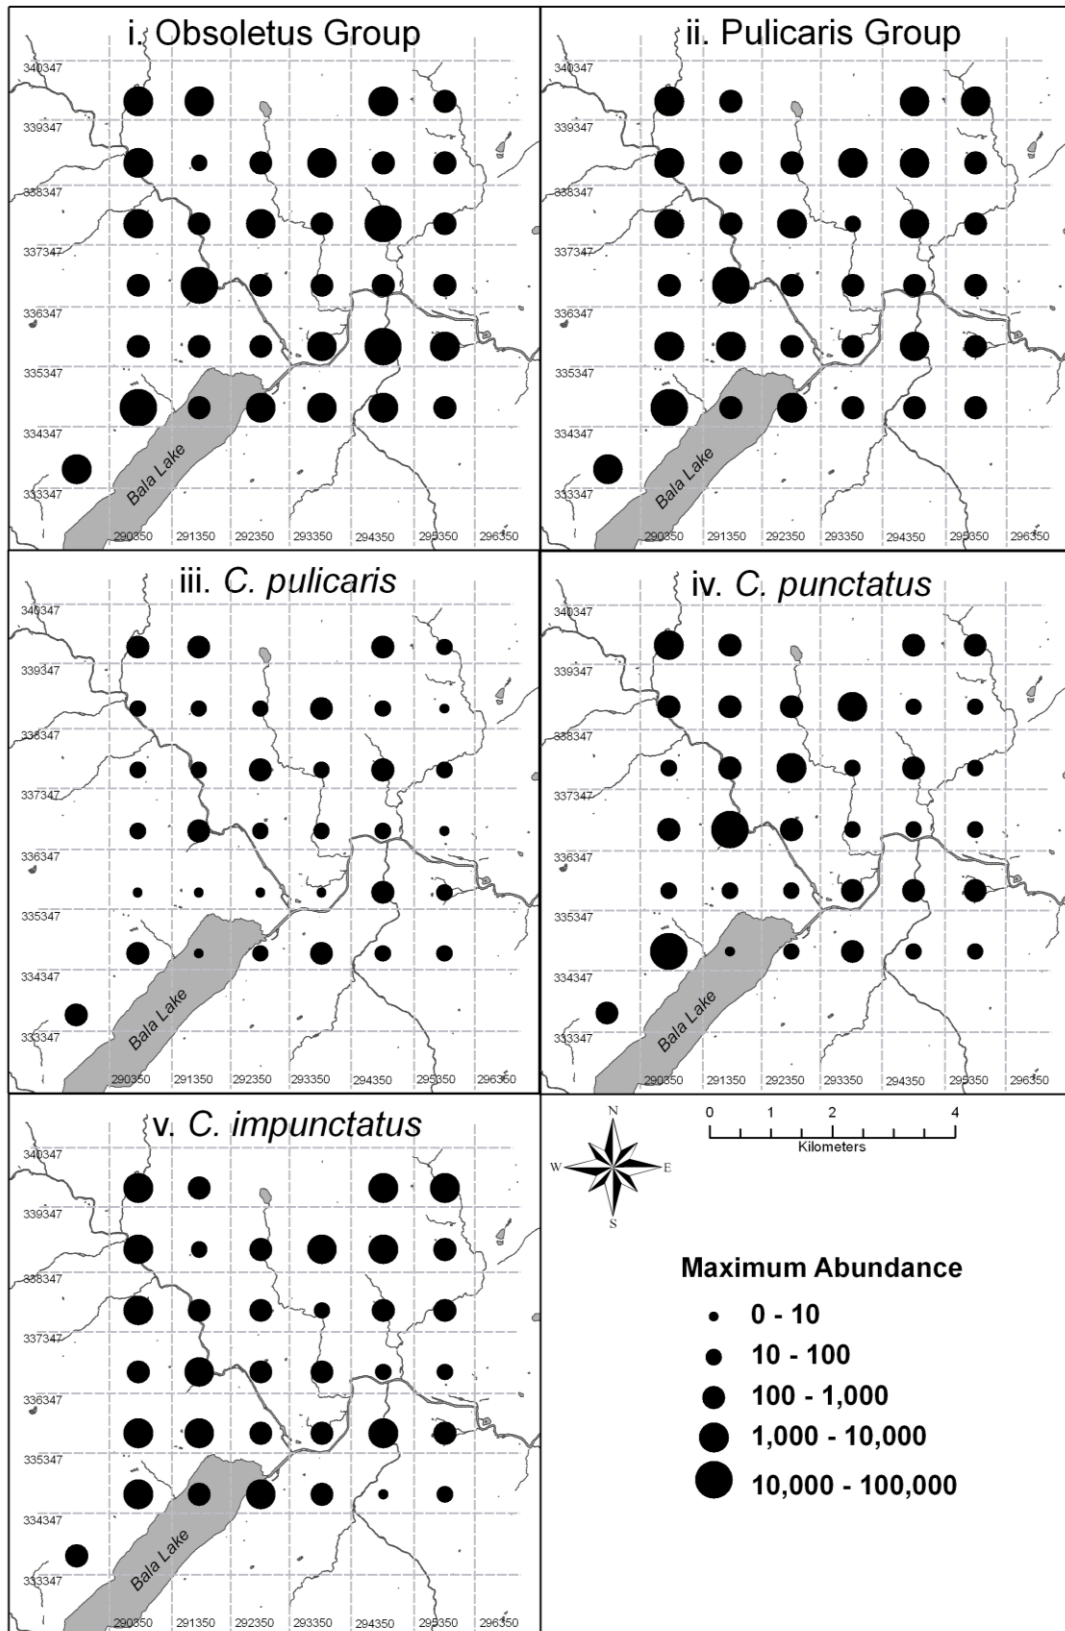 i. Obsoletus Group
340347
339347
338347
337347
336347
335347
334347
333347
Bala Lake
290350 291350 292350 293350 294350 295350 296350
ii. Pulicaris Group
340347
339347
338347
337347
336347
335347
334347
333347
Bala Lake
290350 291350 292350 293350 294350 295350 296350
iii. C. pulicaris
340347
339347
338347
337347
336347
335347
334347
333347
Bala Lake
290350 291350 292350 293350 294350 295350 296350
iv. C. punctatus
340347
339347
338347
337347
336347
335347
334347
333347
Bala Lake
290350 291350 292350 293350 294350 295350 296350
v. C. impunctatus
340347
339347
338347
337347
336347
335347
334347
333347
Bala Lake
290350 291350 292350 293350 294350 295350 296350
N
W E
S
0 1 2 4
Kilometers
Maximum Abundance
0 - 10
10 - 100
100 - 1,000
1,000 - 10,000
10,000 - 100,000